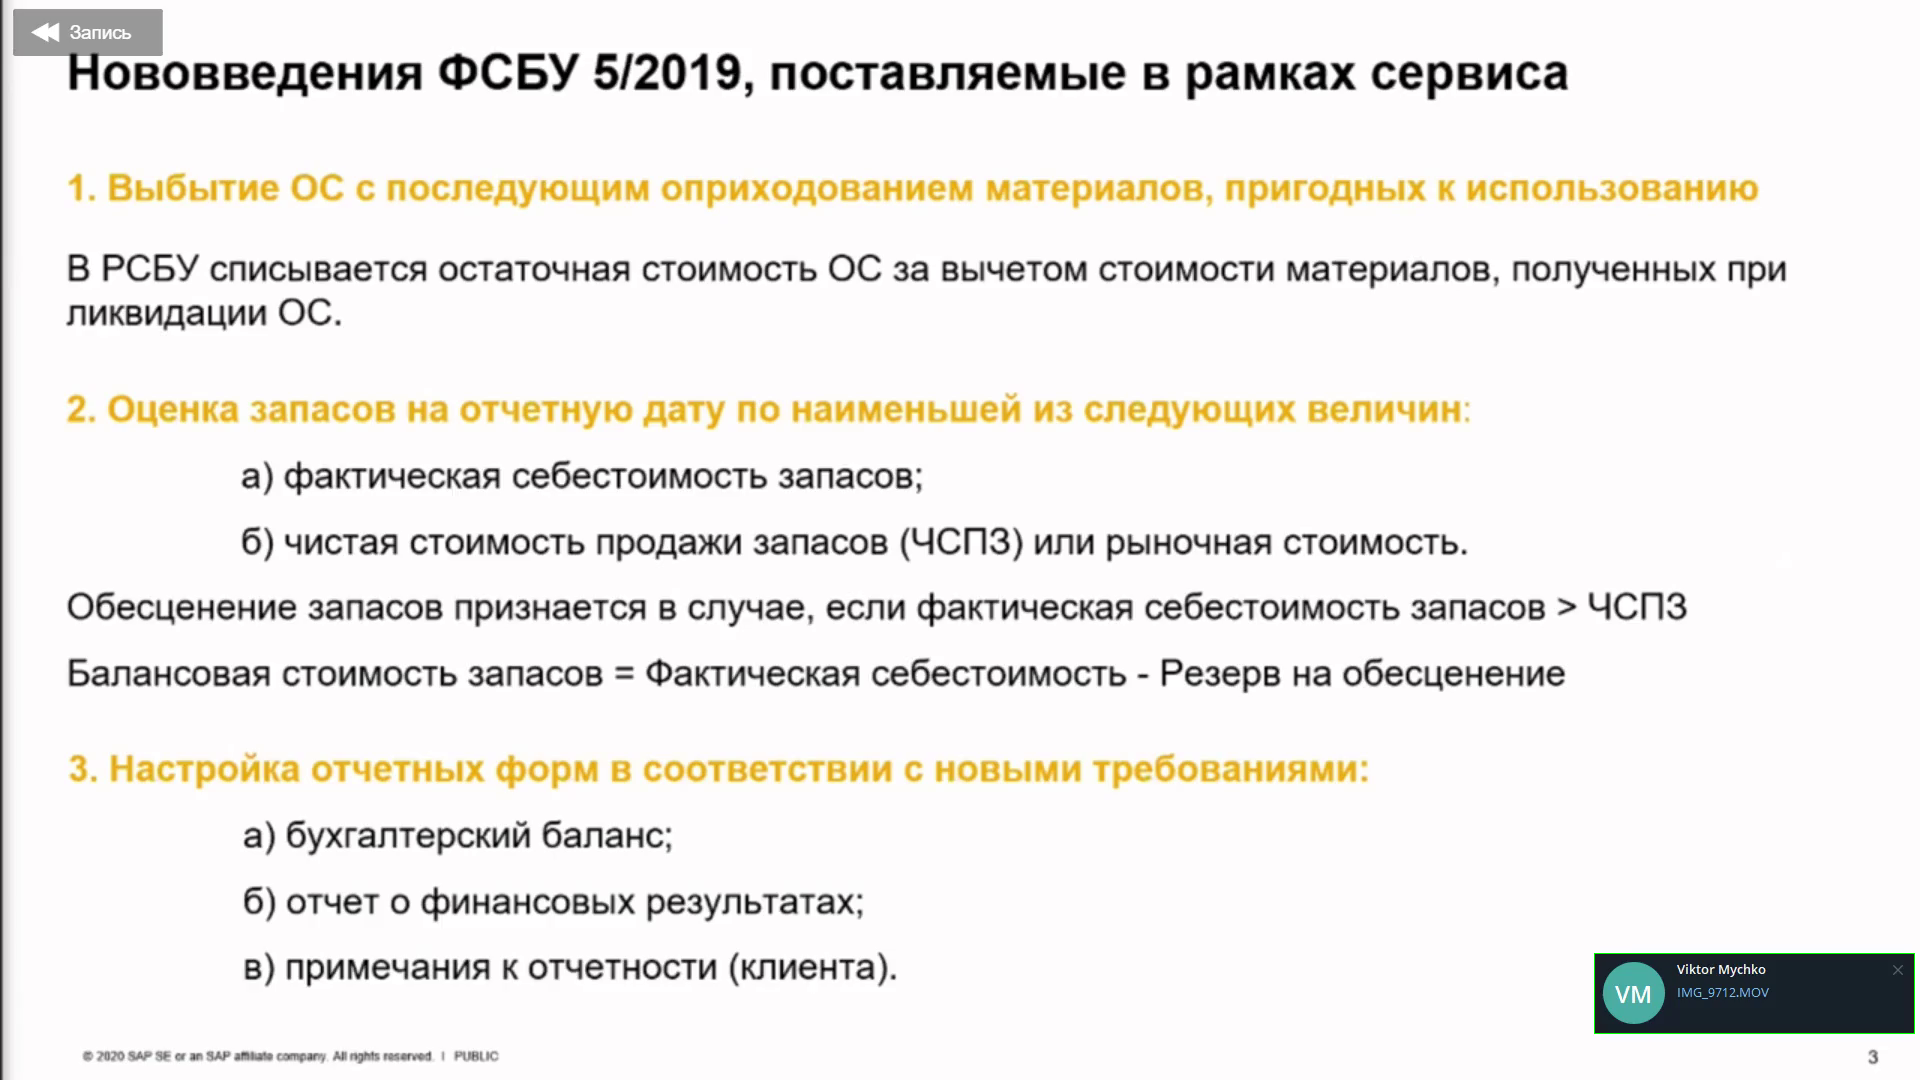 Запись
Нововведения ФСБУ 5/2019, поставляемые в рамках сервиса
1. Выбытие ОС с последующим оприходованием материалов, пригодных к использованию
В РСБУ списывается остаточная стоимость ОС за вычетом стоимости материалов, полученных при
ликвидации ОС.
2. Оценка запасов на отчетную дату по наименьшей из следующих величин:
а) фактическая себестоимость запасов;
б) чистая стоимость продажи запасов (ЧСПЗ) или рыночная стоимость.
Обесценение запасов признается в случае, если фактическая себестоимость запасов > ЧСПЗ
Балансовая стоимость запасов = Фактическая себестоимость - Резерв на обесценение
3. Настройка отчетных форм в соответствии с новыми требованиями:
а) бухгалтерский баланс;
б) отчет о финансовых результатах;
в) примечания к отчетности (клиента).
VM
Viktor Mychko
IMG_9712.MOV
© 2020 SAP SE or an SAP affiliate company. All rights reserved. | PUBLIC
3